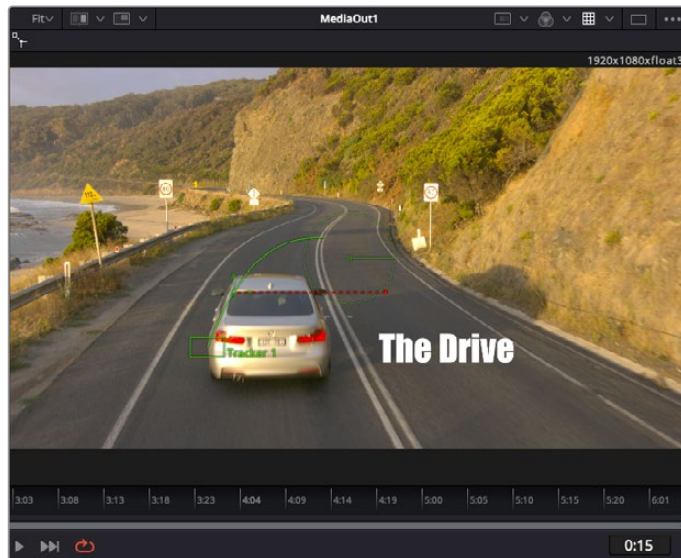 Fit
MediaOut1
1920x1080xfloat3
Tracker 1
The Drive
3:03 3:08 3:13 3:18 3:23 4:04 4:09 4:14 4:19 5:00 5:05 5:10 5:15 5:20 6:01
0:15